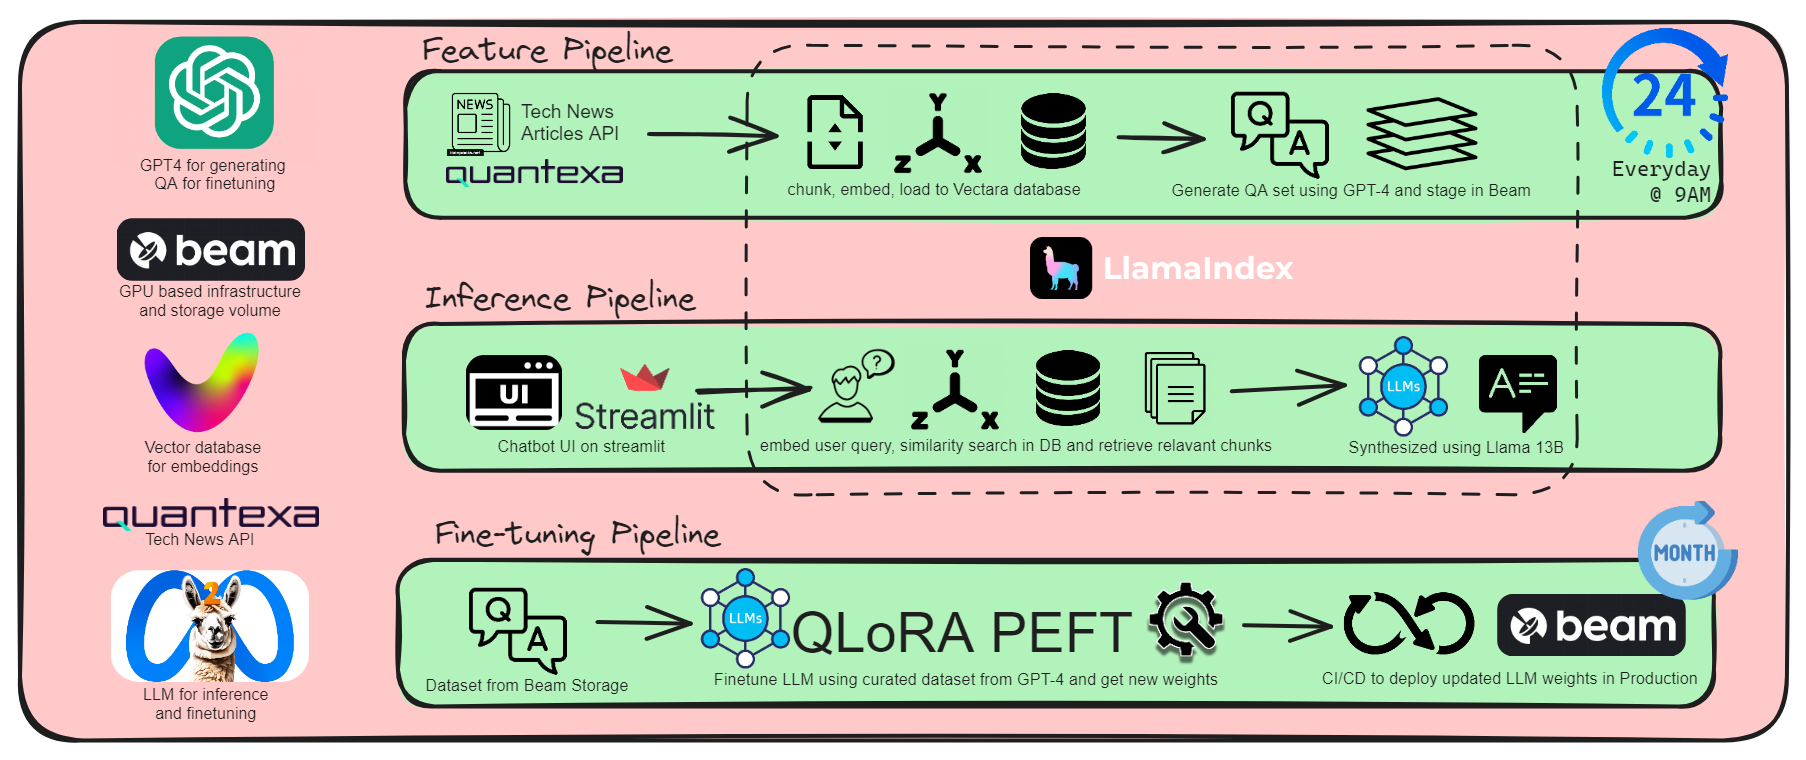 GPT4 for generating
QA for finetuning
beam
GPU based infrastructure
and storage volume
Vector database
for embeddings
quantexa
Tech News API
2
LLM for inference
and finetuning
Feature Pipeline
NEWS
Tech News
Articles API
quantexa
Y
Z X
chunk, embed, load to Vectara database
Q
A
Generate QA set using GPT-4 and stage in Beam
24
Everyday
@ 9AM
LlamaIndex
Inference Pipeline
UI
Streamlit
Chatbot UI on streamlit
?
Y
Z X
embed user query, similarity search in DB and retrieve relavant chunks
LLMs
A
Synthesized using Llama 13B
Fine-tuning Pipeline
MONTH
Q
A
Dataset from Beam Storage
LLMs
QLoRA PEFT
Finetune LLM using curated dataset from GPT-4 and get new weights
beam
CI/CD to deploy updated LLM weights in Production